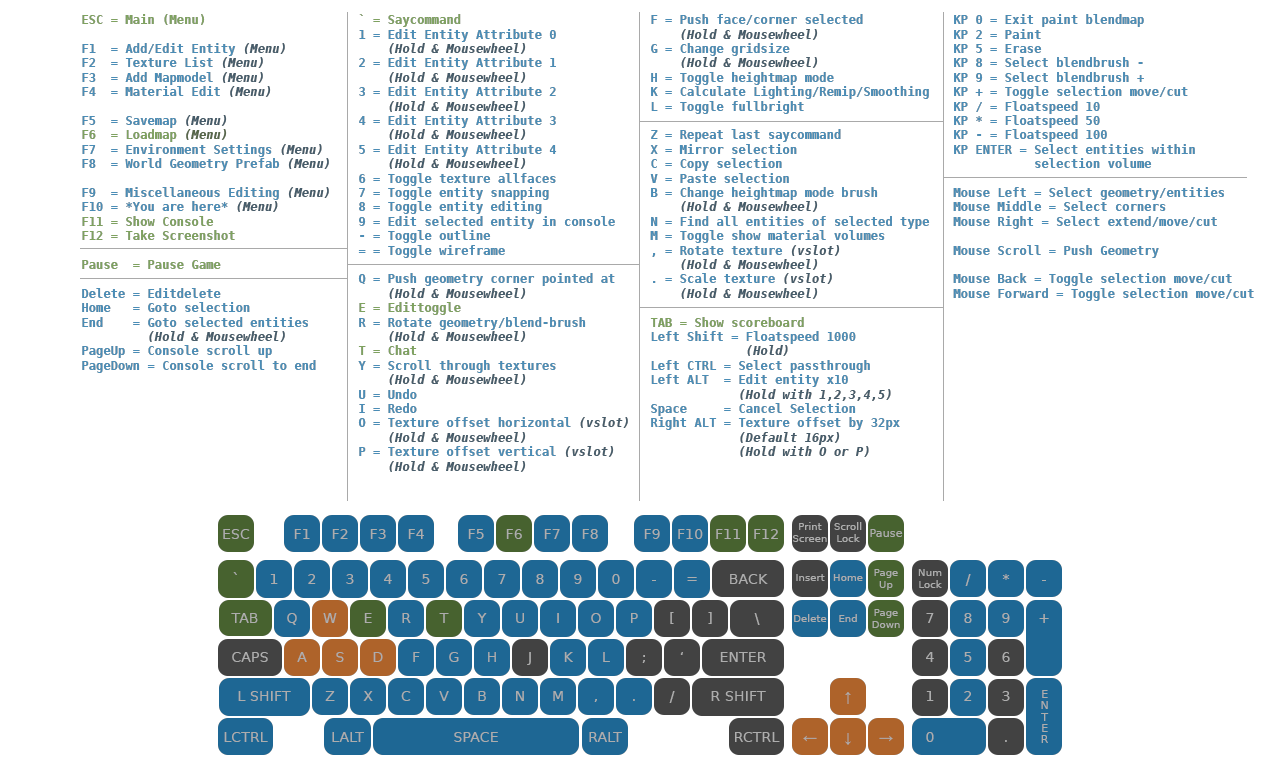 ESC = Main (Menu)
F1  = Add/Edit Entity (Menu)
F2  = Texture List (Menu)
F3  = Add Mapmodel (Menu)
F4  = Material Edit (Menu)
F5  = Savemap (Menu)
F6  = Loadmap (Menu)
F7  = Environment Settings (Menu)
F8  = World Geometry Prefab (Menu)
F9  = Miscellaneous Editing (Menu)
F10 = *You are here* (Menu)
F11 = Show Console
F12 = Take Screenshot
Pause  = Pause Game
Delete = Editdelete
Home   = Goto selection
End    = Goto selected entities
(Hold & Mousewheel)
PageUp = Console scroll up
PageDown = Console scroll to end
` = Saycommand
1 = Edit Entity Attribute 0
(Hold & Mousewheel)
2 = Edit Entity Attribute 1
(Hold & Mousewheel)
3 = Edit Entity Attribute 2
(Hold & Mousewheel)
4 = Edit Entity Attribute 3
(Hold & Mousewheel)
5 = Edit Entity Attribute 4
(Hold & Mousewheel)
6 = Toggle texture allfaces
7 = Toggle entity snapping
8 = Toggle entity editing
9 = Edit selected entity in console
- = Toggle outline
= = Toggle wireframe
Q = Push geometry corner pointed at
(Hold & Mousewheel)
E = Edittoggle
R = Rotate geometry/blend-brush
(Hold & Mousewheel)
T = Chat
Y = Scroll through textures
(Hold & Mousewheel)
U = Undo
I = Redo
O = Texture offset horizontal (vslot)
(Hold & Mousewheel)
P = Texture offset vertical (vslot)
(Hold & Mousewheel)
F = Push face/corner selected
(Hold & Mousewheel)
G = Change gridsize
(Hold & Mousewheel)
H = Toggle heightmap mode
K = Calculate Lighting/Remip/Smoothing
L = Toggle fullbright
Z = Repeat last saycommand
X = Mirror selection
C = Copy selection
V = Paste selection
B = Change heightmap mode brush
(Hold & Mousewheel)
N = Find all entities of selected type
M = Toggle show material volumes
, = Rotate texture (vslot)
(Hold & Mousewheel)
. = Scale texture (vslot)
(Hold & Mousewheel)
TAB = Show scoreboard
Left Shift = Floatspeed 1000
(Hold)
Left CTRL = Select passthrough
Left ALT  = Edit entity x10
(Hold with 1,2,3,4,5)
Space     = Cancel Selection
Right ALT = Texture offset by 32px
(Default 16px)
(Hold with O or P)
KP 0 = Exit paint blendmap
KP 2 = Paint
KP 5 = Erase
KP 8 = Select blendbrush -
KP 9 = Select blendbrush +
KP + = Toggle selection move/cut
KP / = Floatspeed 10
KP * = Floatspeed 50
KP - = Floatspeed 100
KP ENTER = Select entities within
selection volume
Mouse Left = Select geometry/entities
Mouse Middle = Select corners
Mouse Right = Select extend/move/cut
Mouse Scroll = Push Geometry
Mouse Back = Toggle selection move/cut
Mouse Forward = Toggle selection move/cut
ESC F1 F2 F3 F4 F5 F6 F7 F8 F9 F10 F11 F12 Print Screen Scroll Lock Pause
` 1 2 3 4 5 6 7 8 9 0 - = BACK Insert Home Page Up Num Lock / * -
TAB Q W E R T Y U I O P [ ] \ Delete End Page Down 7 8 9 +
CAPS A S D F G H J K L ; ‘ ENTER 4 5 6
L SHIFT Z X C V B N M , . / R SHIFT ↑ 1 2 3 ENTER
LCTRL LALT SPACE RALT RCTRL ← ↓ → 0 .